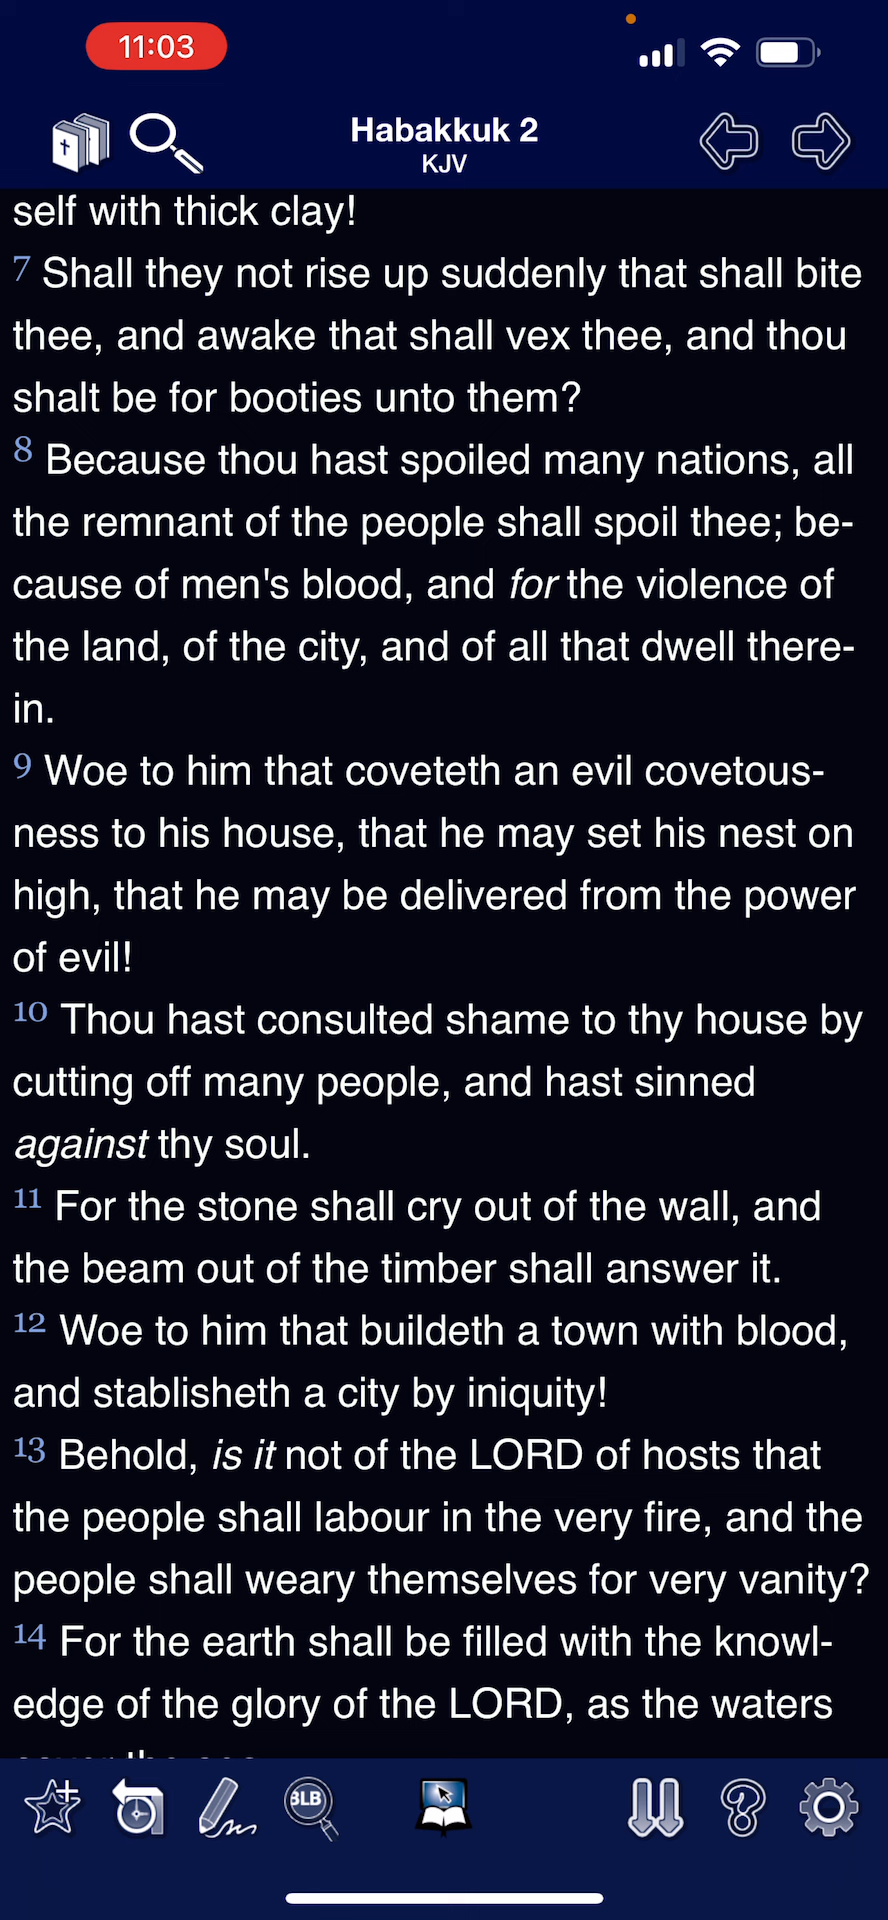 11:03
Habakkuk 2
KJV
self with thick clay!
7 Shall they not rise up suddenly that shall bite
thee, and awake that shall vex thee, and thou
shalt be for booties unto them?
8 Because thou hast spoiled many nations, all
the remnant of the people shall spoil thee; be-
cause of men's blood, and for the violence of
the land, of the city, and of all that dwell there-
in.
9 Woe to him that coveteth an evil covetous-
ness to his house, that he may set his nest on
high, that he may be delivered from the power
of evil!
10 Thou hast consulted shame to thy house by
cutting off many people, and hast sinned
against thy soul.
11 For the stone shall cry out of the wall, and
the beam out of the timber shall answer it.
12 Woe to him that buildeth a town with blood,
and stablisheth a city by iniquity!
13 Behold, is it not of the LORD of hosts that
the people shall labour in the very fire, and the
people shall weary themselves for very vanity?
14 For the earth shall be filled with the knowl-
edge of the glory of the LORD, as the waters
BLB